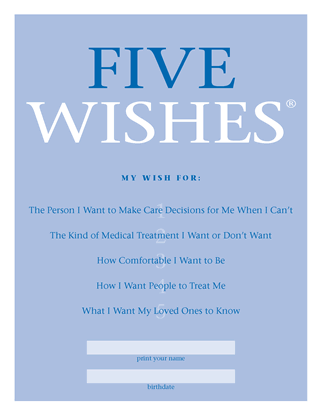 FIVE
WISHES®
MY WISH FOR:
The Person I Want to Make Care Decisions for Me When I Can't
The Kind of Medical Treatment I Want or Don't Want
How Comfortable I Want to Be
How I Want People to Treat Me
What I Want My Loved Ones to Know
print your name
birthdate